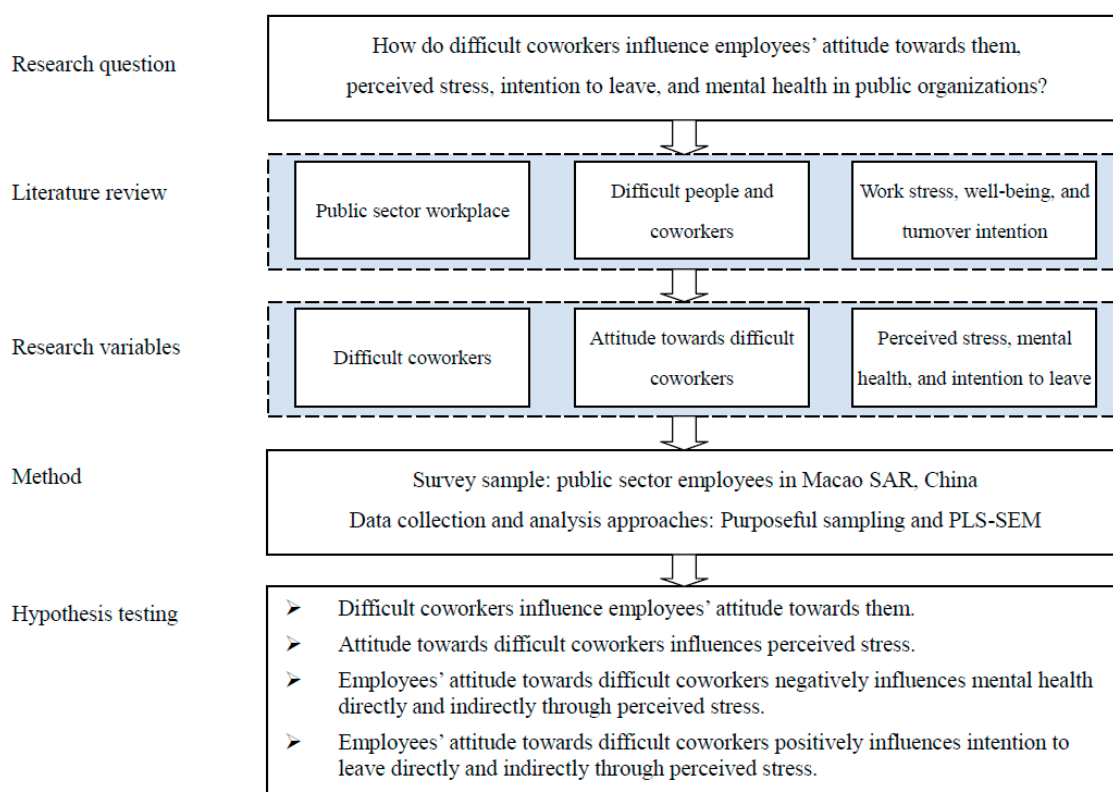 Research question
How do difficult coworkers influence employees’ attitude towards them,
perceived stress, intention to leave, and mental health in public organizations?
Literature review
Public sector workplace
Difficult people and
coworkers
Work stress, well-being, and
turnover intention
Research variables
Difficult coworkers
Attitude towards difficult
coworkers
Perceived stress, mental
health, and intention to leave
Method
Survey sample: public sector employees in Macao SAR, China
Data collection and analysis approaches: Purposeful sampling and PLS-SEM
Hypothesis testing
➢ Difficult coworkers influence employees’ attitude towards them.
➢ Attitude towards difficult coworkers influences perceived stress.
➢ Employees’ attitude towards difficult coworkers negatively influences mental health
directly and indirectly through perceived stress.
➢ Employees’ attitude towards difficult coworkers positively influences intention to
leave directly and indirectly through perceived stress.